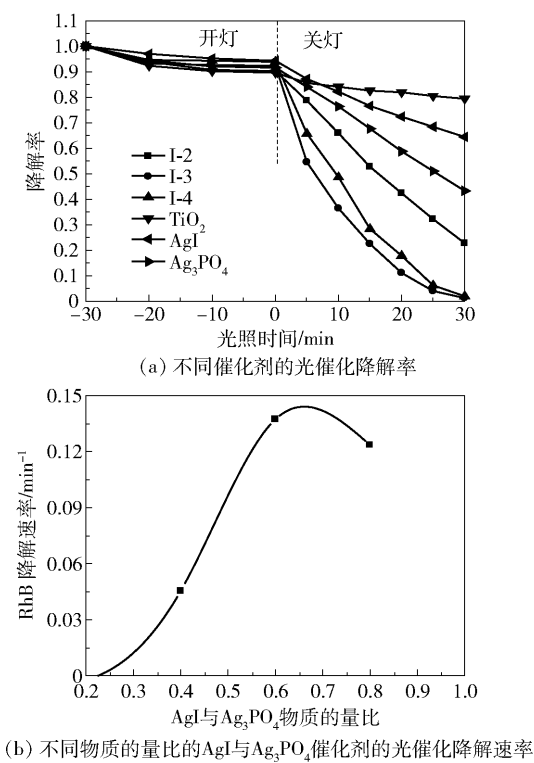 1.1
1.0
0.9
0.8
0.7
0.6
0.5
0.4
0.3
0.2
0.1
0
降解率
开灯
关灯
I-2
I-3
I-4
TiO₂
AgI
Ag₃PO₄
-30 -20 -10 0 10 20 30
光照时间/min
(a) 不同催化剂的光催化降解率
0.15
0.12
0.09
0.06
0.03
0
RhB 降解速率/min⁻¹
0.2 0.3 0.4 0.5 0.6 0.7 0.8 0.9 1.0
AgI与Ag₃PO₄物质的量比
(b) 不同物质的量比的AgI与Ag₃PO₄催化剂的光催化降解速率